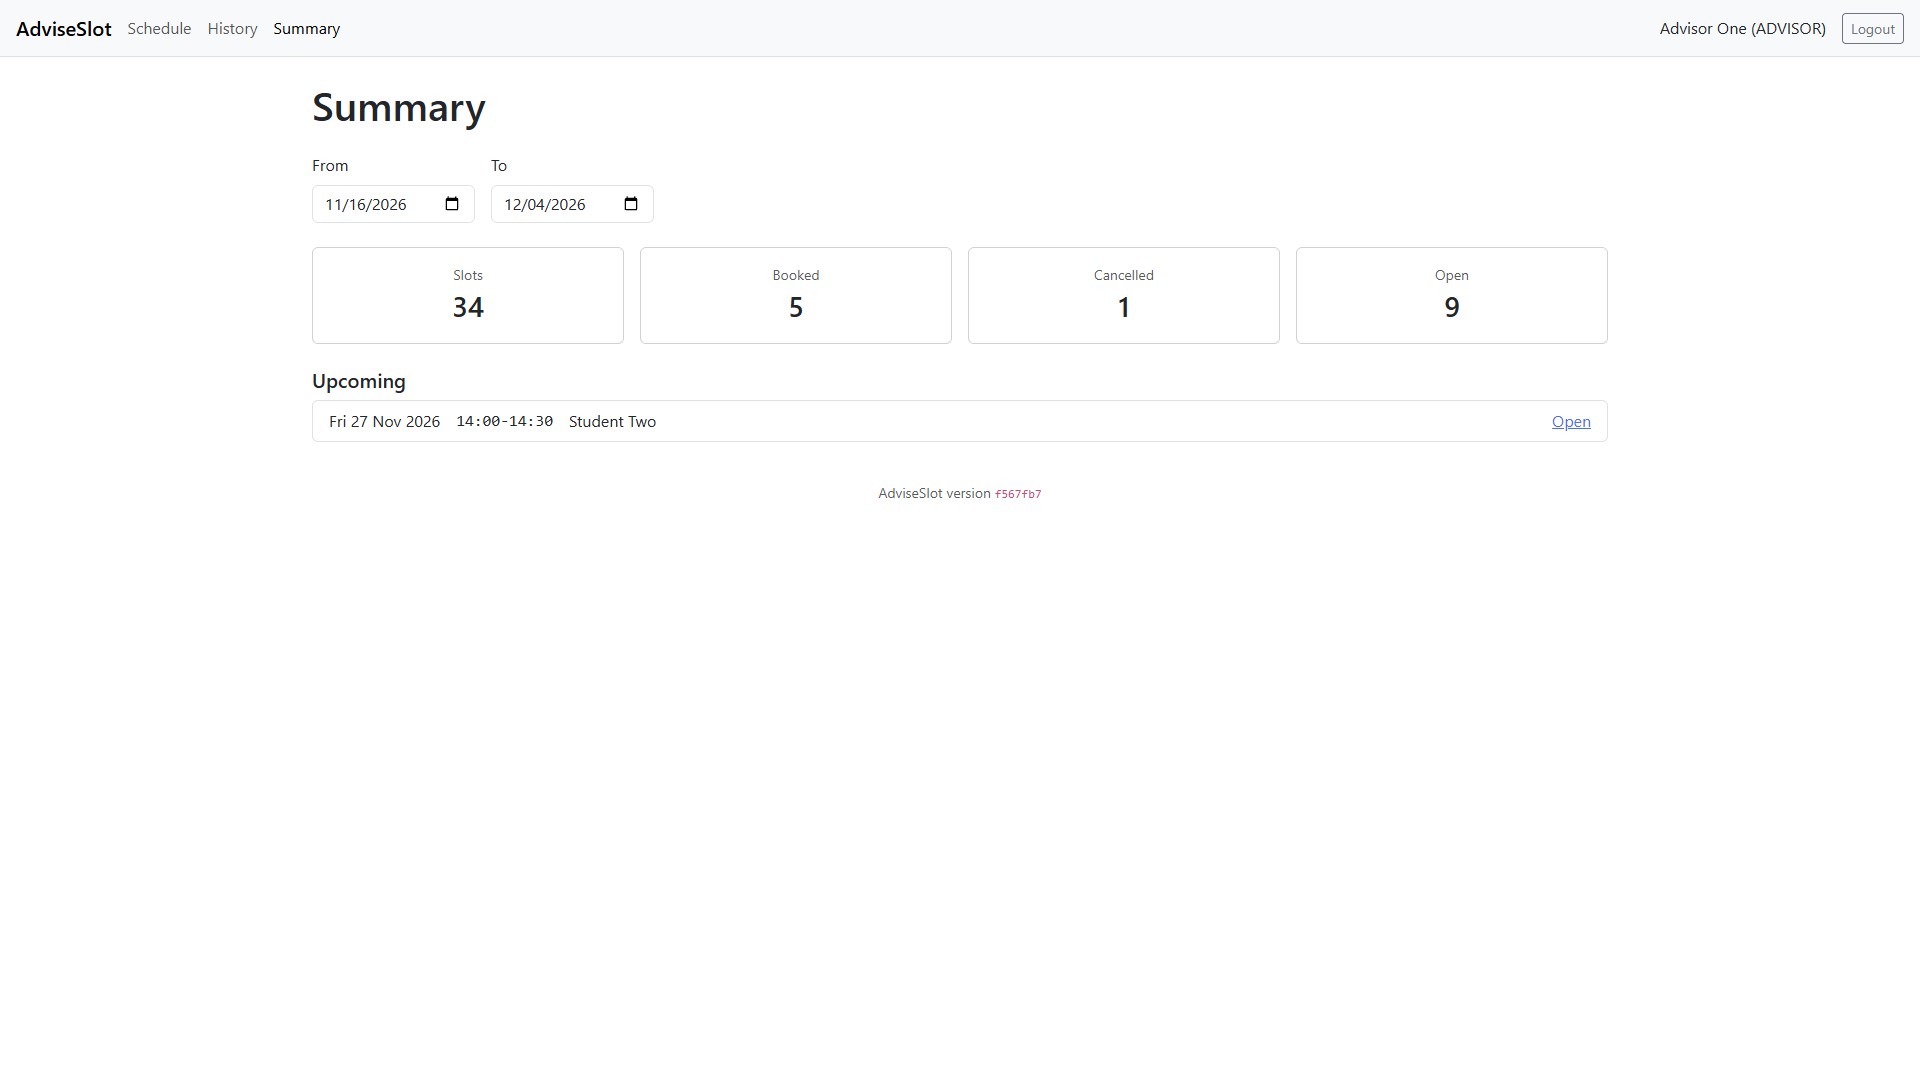 AdviseSlot Schedule History Summary Advisor One (ADVISOR) Logout
Summary
From To
11/16/2026 12/04/2026
Slots Booked Cancelled Open
34 5 1 9
Upcoming
Fri 27 Nov 2026 14:00-14:30 Student Two Open
AdviseSlot version f567fb7